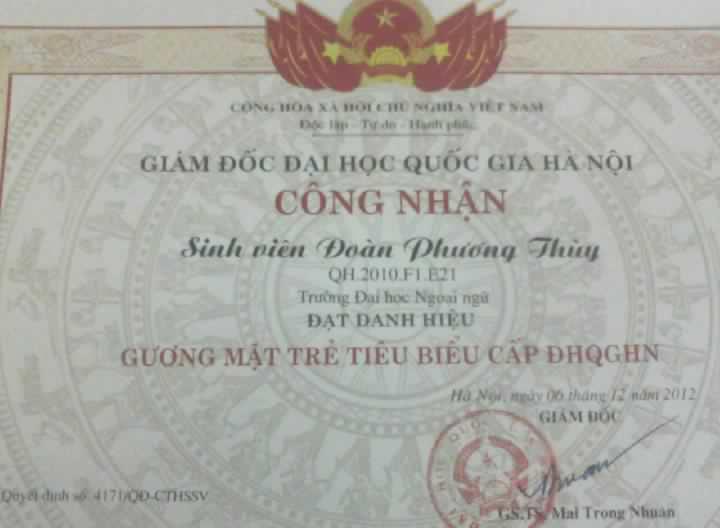 CỘNG HÒA XÃ HỘI CHỦ NGHĨA VIỆT NAM
Độc lập - Tự do - Hạnh phúc
GIÁM ĐỐC ĐẠI HỌC QUỐC GIA HÀ NỘI
CÔNG NHẬN
Sinh viên Đoàn Phương Thùy
QH.2010.F1.E21
Trường Đại học Ngoại ngữ
ĐẠT DANH HIỆU
GƯƠNG MẶT TRẺ TIÊU BIỂU CẤP ĐHQGHN
Hà Nội, ngày 06 tháng 12 năm 2012
GIÁM ĐỐC
Quyết định số: 4171/QĐ-CTHSSV
GS.TS. Mai Trọng Nhuận